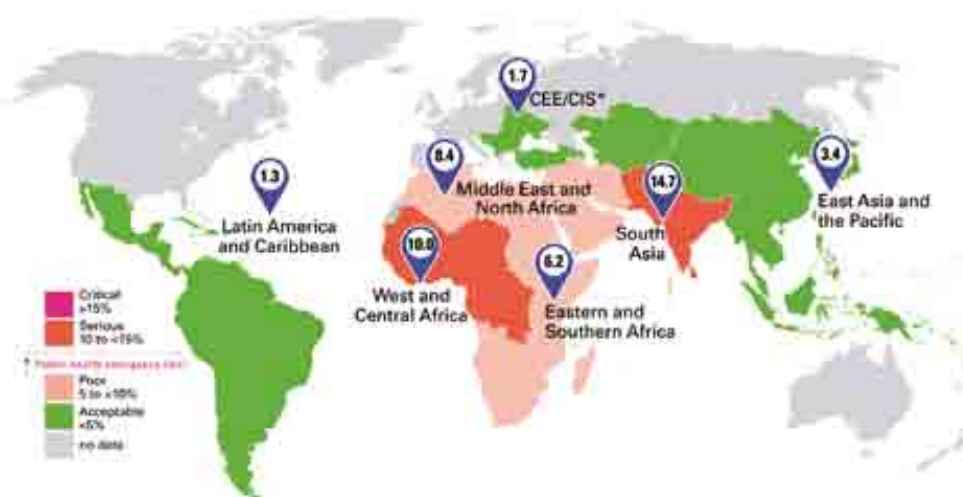 1.7
CEE/CIS*
8.4
Middle East and
North Africa
1.3
Latin America
and Caribbean
14.7
South
Asia
3.4
East Asia and
the Pacific
10.0
West and
Central Africa
6.2
Eastern and
Southern Africa
Critical
>15%
Serious
10 to <15%
Poor
5 to <10%
Acceptable
<5%
no data